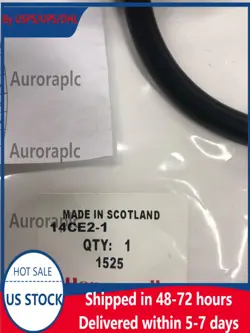 By USPS/UPS/DHL
Auroraplc
Auroraplc
MADE IN SCOTLAND
14CE2-1
QTY: 1
1525
HOT SALE
US STOCK
Shipped in 48-72 hours
Delivered within 5-7 days